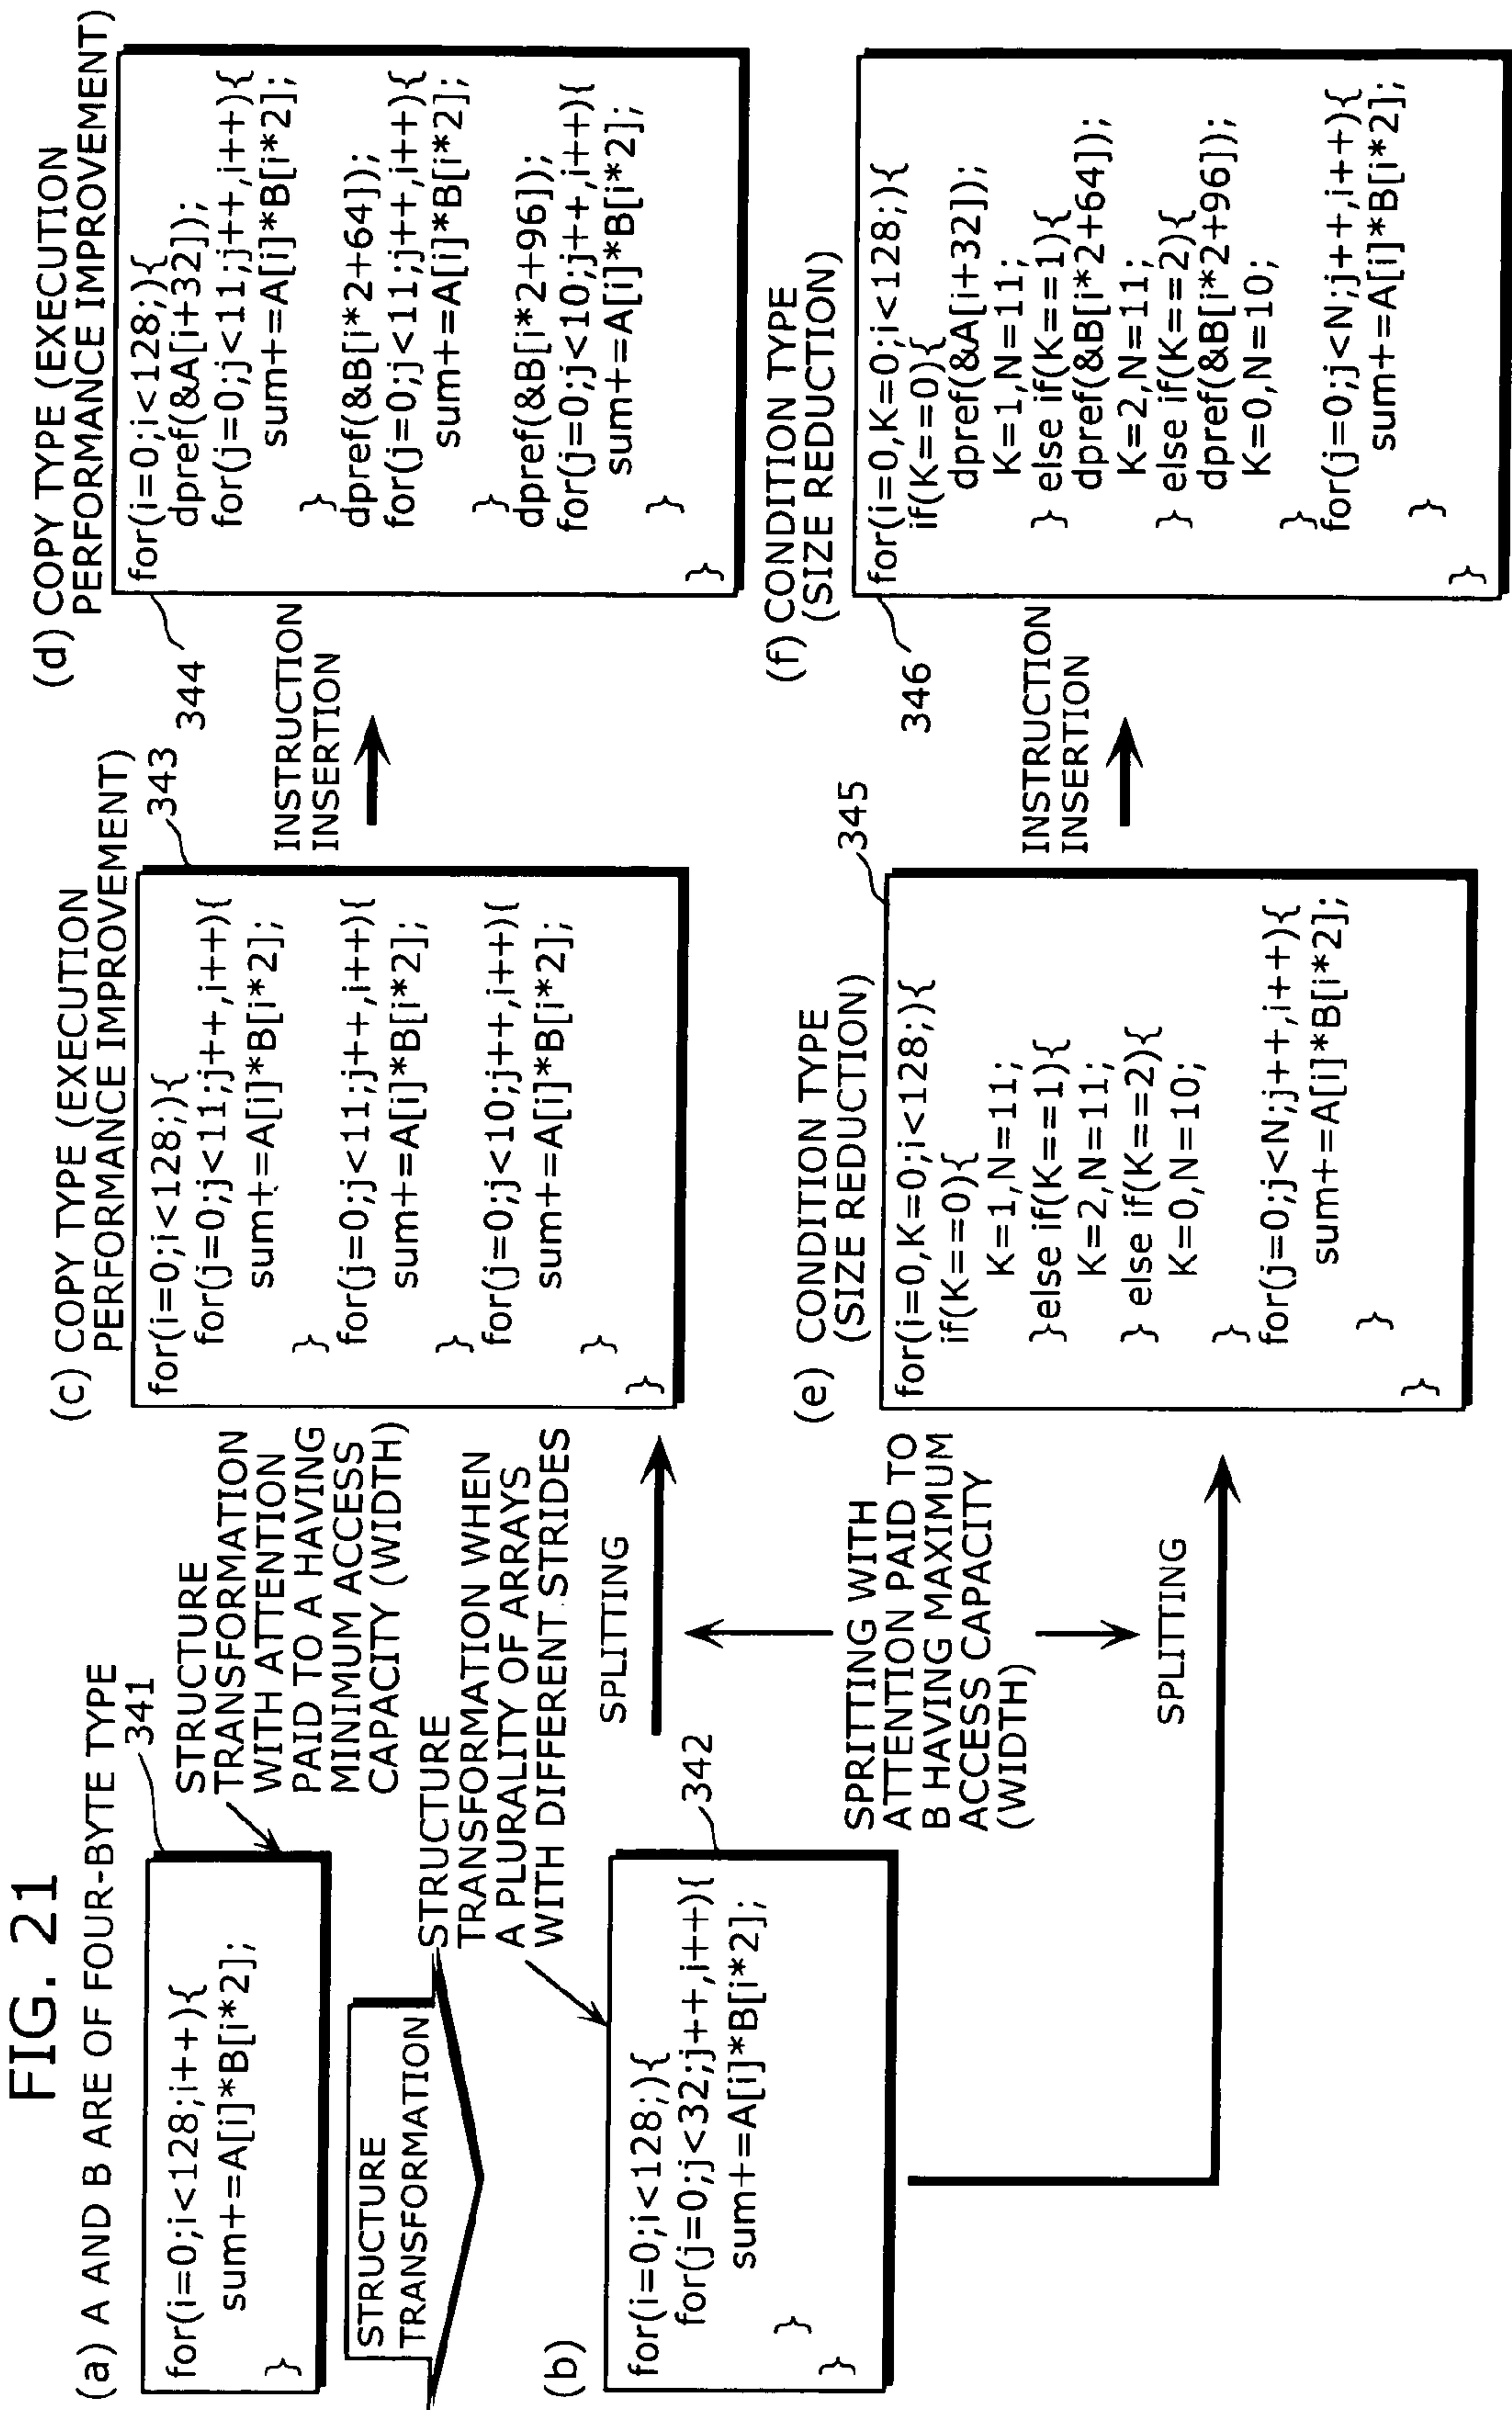 FIG. 21
(a) A AND B ARE OF FOUR-BYTE TYPE
341
for(i=0;i<128;i++){
sum+=A[i]*B[i*2];
}
STRUCTURE
TRANSFORMATION
WITH ATTENTION
PAID TO A HAVING
MINIMUM ACCESS
CAPACITY (WIDTH)
STRUCTURE
TRANSFORMATION
STRUCTURE
TRANSFORMATION WHEN
A PLURALITY OF ARRAYS
WITH DIFFERENT STRIDES
(b)
342
for(i=0;i<128;){
for(j=0;j<32;j++,i++){
sum+=A[i]*B[i*2];
}
}
SPLITTING
SPRITTING WITH
ATTENTION PAID TO
B HAVING MAXIMUM
ACCESS CAPACITY
(WIDTH)
SPLITTING
(c) COPY TYPE (EXECUTION
PERFORMANCE IMPROVEMENT)
343
for(i=0;i<128;){
for(j=0;j<11;j++,i++){
sum+=A[i]*B[i*2];
}
for(j=0;j<11;j++,i++){
sum+=A[i]*B[i*2];
}
for(j=0;j<10;j++,i++){
sum+=A[i]*B[i*2];
}
}
INSTRUCTION
INSERTION
(d) COPY TYPE (EXECUTION
PERFORMANCE IMPROVEMENT)
344
for(i=0;i<128;){
dpref(&A[i+32]);
for(j=0;j<11;j++,i++){
sum+=A[i]*B[i*2];
}
dpref(&B[i*2+64]);
for(j=0;j<11;j++,i++){
sum+=A[i]*B[i*2];
}
dpref(&B[i*2+96]);
for(j=0;j<10;j++,i++){
sum+=A[i]*B[i*2];
}
}
(e) CONDITION TYPE
(SIZE REDUCTION)
345
for(i=0,K=0;i<128;){
if(K==0){
K=1,N=11;
}else if(K==1){
K=2,N=11;
} else if(K==2){
K=0,N=10;
}
for(j=0;j<N;j++,i++){
sum+=A[i]*B[i*2];
}
}
INSTRUCTION
INSERTION
(f) CONDITION TYPE
(SIZE REDUCTION)
346
for(i=0,K=0;i<128;){
if(K==0){
dpref(&A[i+32]);
K=1,N=11;
} else if(K==1){
dpref(&B[i*2+64]);
K=2,N=11;
} else if(K==2){
dpref(&B[i*2+96]);
K=0,N=10;
}
for(j=0;j<N;j++,i++){
sum+=A[i]*B[i*2];
}
}